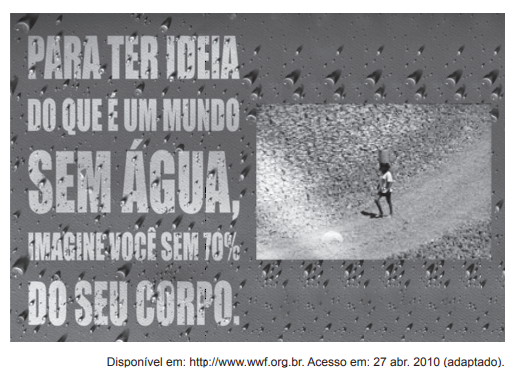 PARA TER IDEIA
DO QUE É UM MUNDO
SEM ÁGUA,
IMAGINE VOCÊ SEM 70%
DO SEU CORPO.
Disponível em: http://www.wwf.org.br. Acesso em: 27 abr. 2010 (adaptado).